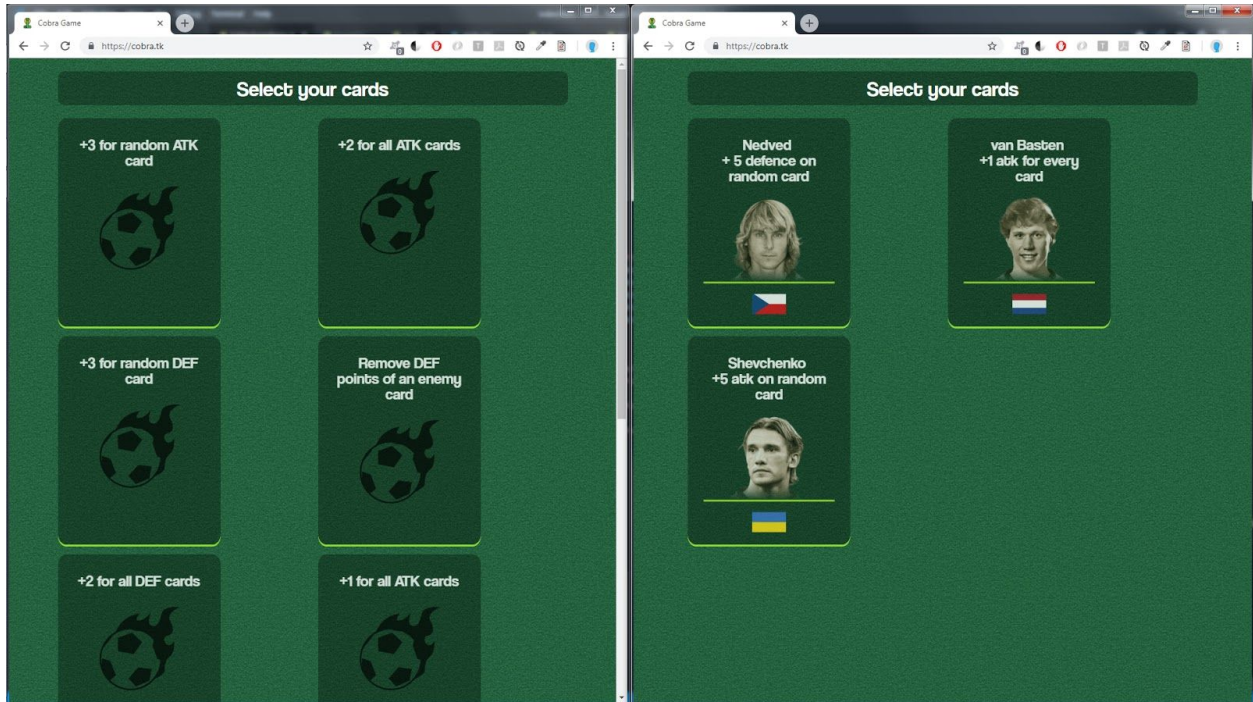 Cobra Game
https://cobra.tk
Select your cards
+3 for random ATK
card
+2 for all ATK cards
+3 for random DEF
card
Remove DEF
points of an enemy
card
+2 for all DEF cards
+1 for all ATK cards
Cobra Game
https://cobra.tk
Select your cards
Nedved
+ 5 defence on
random card
van Basten
+1 atk for every
card
Shevchenko
+5 atk on random
card